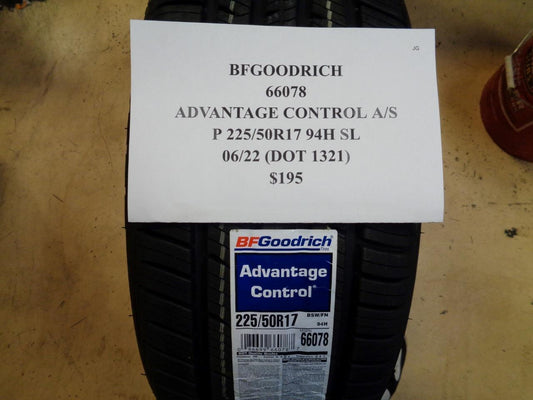 JG
BFGOODRICH
66078
ADVANTAGE CONTROL A/S
P 225/50R17 94H SL
06/22 (DOT 1321)
$195
BFGoodrich
Advantage
Control
225/50R17
BSW/FN
94H
66078